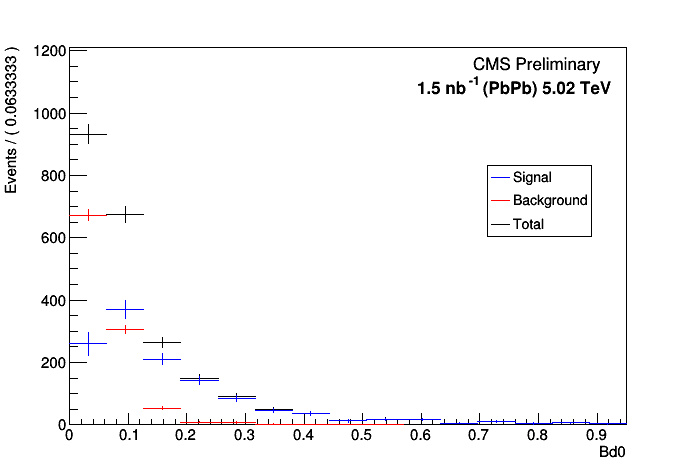 CMS Preliminary
1.5 nb⁻¹ (PbPb) 5.02 TeV
Events / ( 0.0633333 )
1200
1000
800
600
400
200
0
Signal
Background
Total
0 0.1 0.2 0.3 0.4 0.5 0.6 0.7 0.8 0.9
Bd0